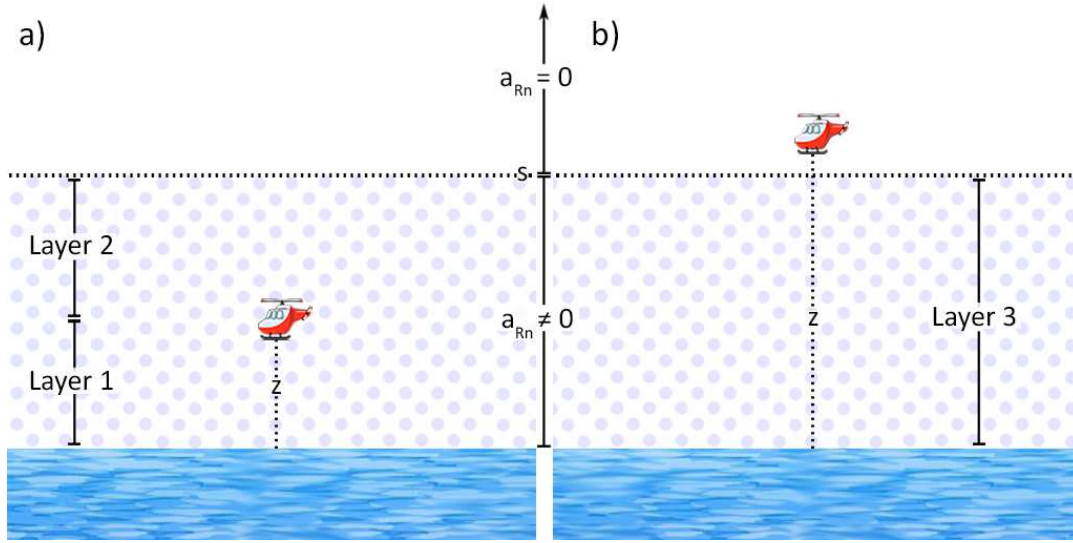 a)
b)
a_Rn = 0
s
Layer 2
a_Rn ≠ 0
z
Layer 3
Layer 1
z